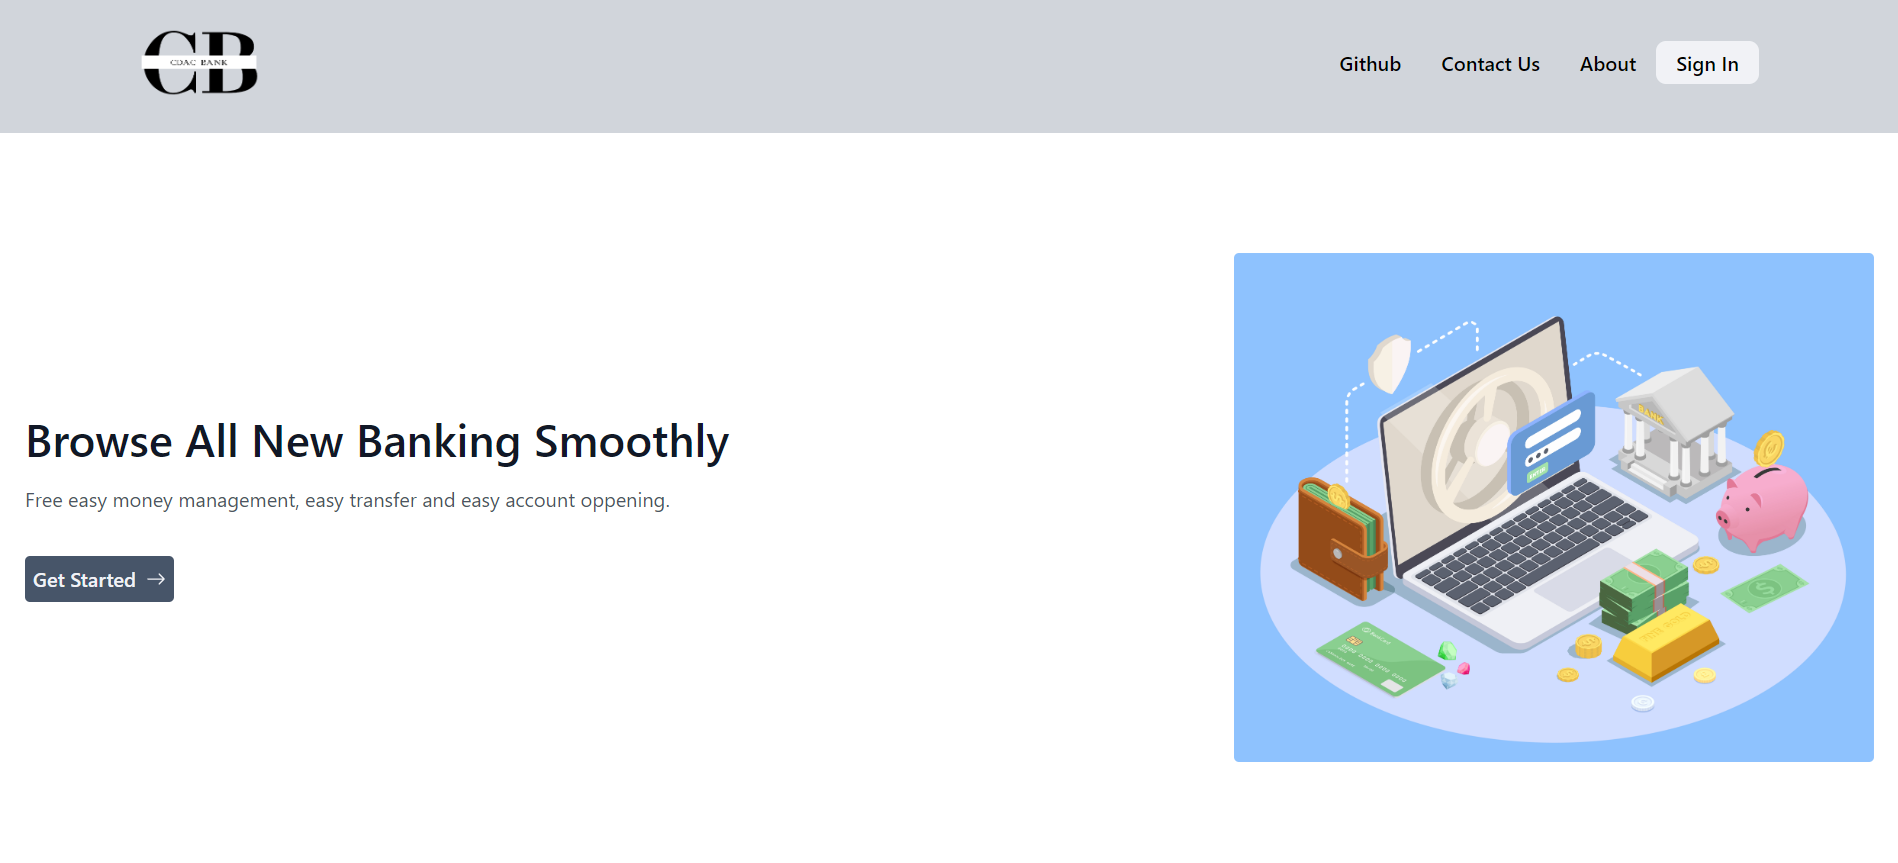 CDAC BANK
CB
Github
Contact Us
About
Sign In
Browse All New Banking Smoothly
Free easy money management, easy transfer and easy account oppening.
Get Started →
BANK